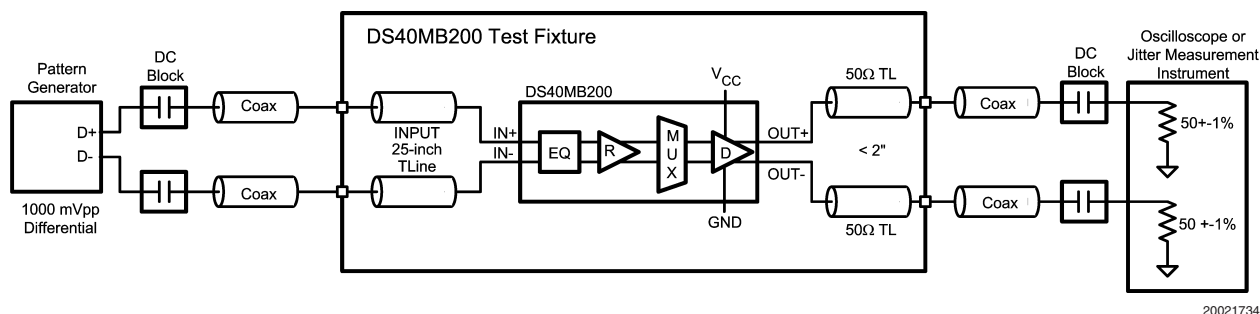 DS40MB200 Test Fixture
Pattern
Generator
D+
D-
1000 mVpp
Differential
DC
Block
Coax
Coax
INPUT
25-inch
TLine
DS40MB200
IN+
IN-
EQ
R
M
U
X
D
VCC
GND
OUT+
OUT-
50Ω TL
< 2"
50Ω TL
Coax
Coax
DC
Block
Oscilloscope or
Jitter Measurement
Instrument
50+-1%
50 +-1%
20021734